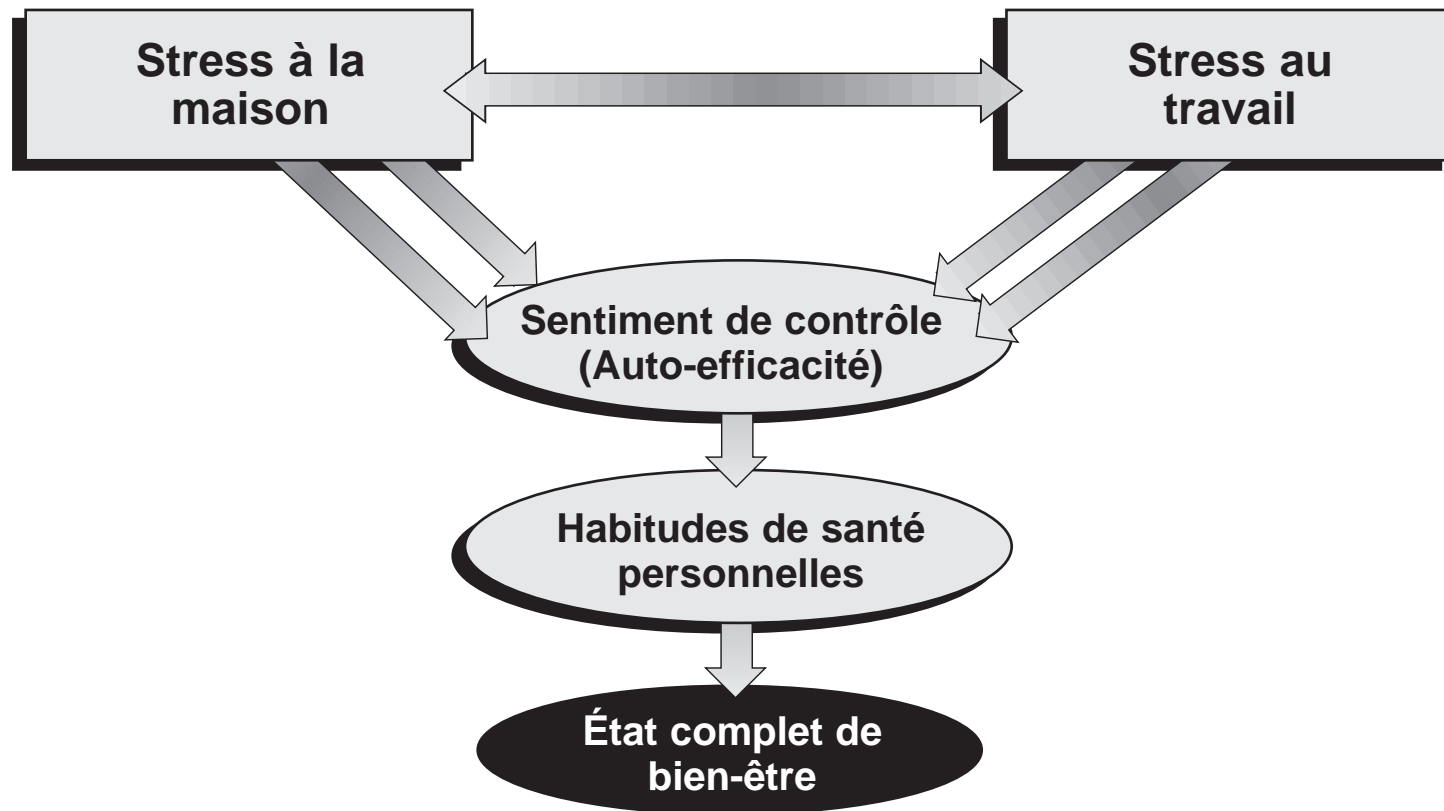 Stress à la
maison
Stress au
travail
Sentiment de contrôle
(Auto-efficacité)
Habitudes de santé
personnelles
État complet de
bien-être